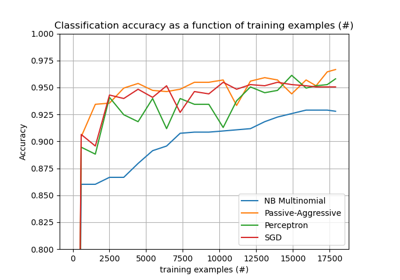 Classification accuracy as a function of training examples (#)
1.000
0.975
0.950
0.925
0.900
0.875
0.850
0.825
0.800
Accuracy
NB Multinomial
Passive-Aggressive
Perceptron
SGD
0 2500 5000 7500 10000 12500 15000 17500
training examples (#)